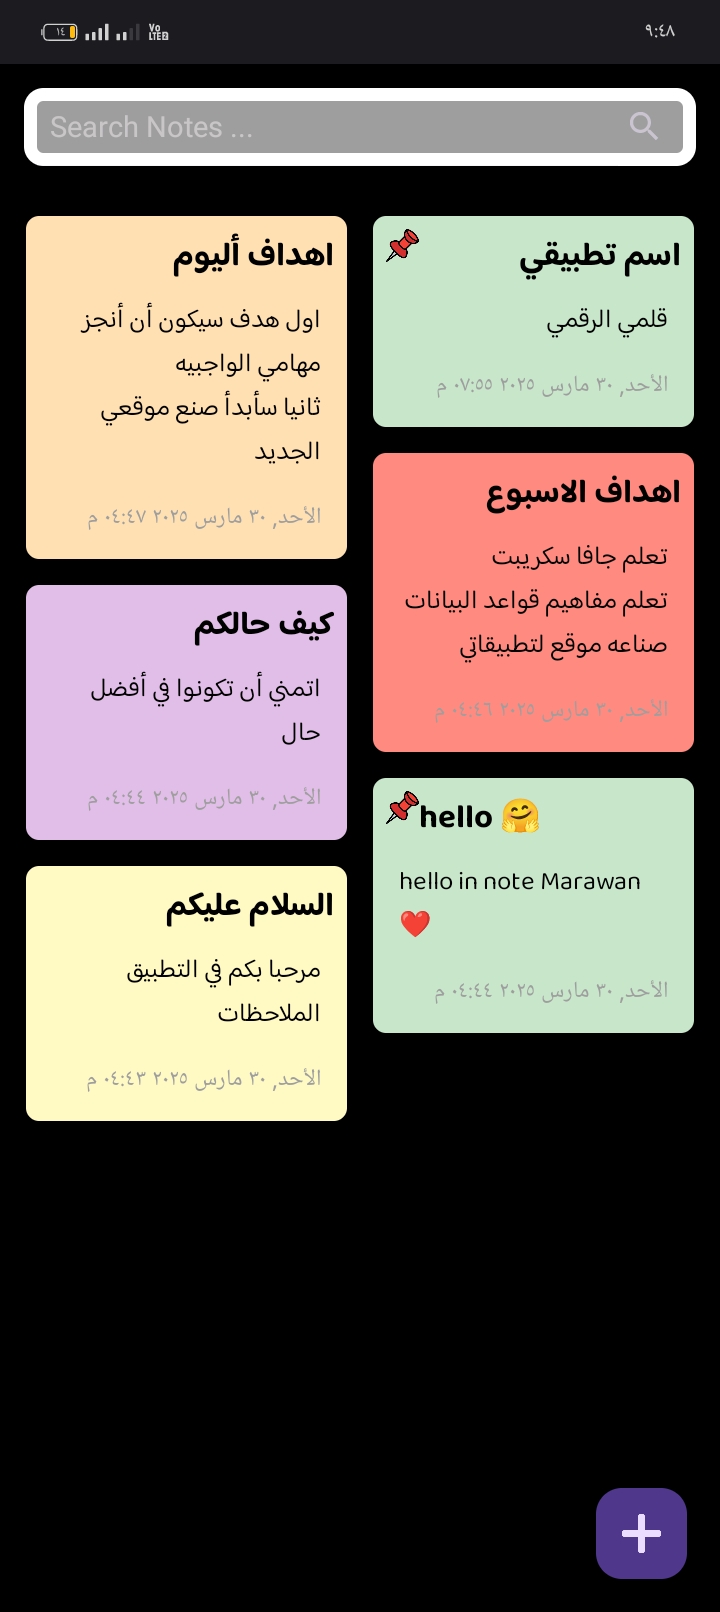 ١٤
Vo
LTE2
٩:٤٨
Search Notes ...
اسم تطبيقي
قلمي الرقمي
الأحد, ٣٠ مارس ٢٠٢٥ ٠٧:٥٥ م
اهداف أليوم
اول هدف سيكون أن أنجز
مهامي الواجبيه
ثانيا سأبدأ صنع موقعي
الجديد
الأحد, ٣٠ مارس ٢٠٢٥ ٠٤:٤٧ م
اهداف الاسبوع
تعلم جافا سكريبت
تعلم مفاهيم قواعد البيانات
صناعه موقع لتطبيقاتي
الأحد, ٣٠ مارس ٢٠٢٥ ٠٤:٤٦ م
كيف حالكم
اتمني أن تكونوا في أفضل
حال
الأحد, ٣٠ مارس ٢٠٢٥ ٠٤:٤٤ م
hello 🤗
hello in note Marawan
❤️
الأحد, ٣٠ مارس ٢٠٢٥ ٠٤:٤٤ م
السلام عليكم
مرحبا بكم في التطبيق
الملاحظات
الأحد, ٣٠ مارس ٢٠٢٥ ٠٤:٤٣ م